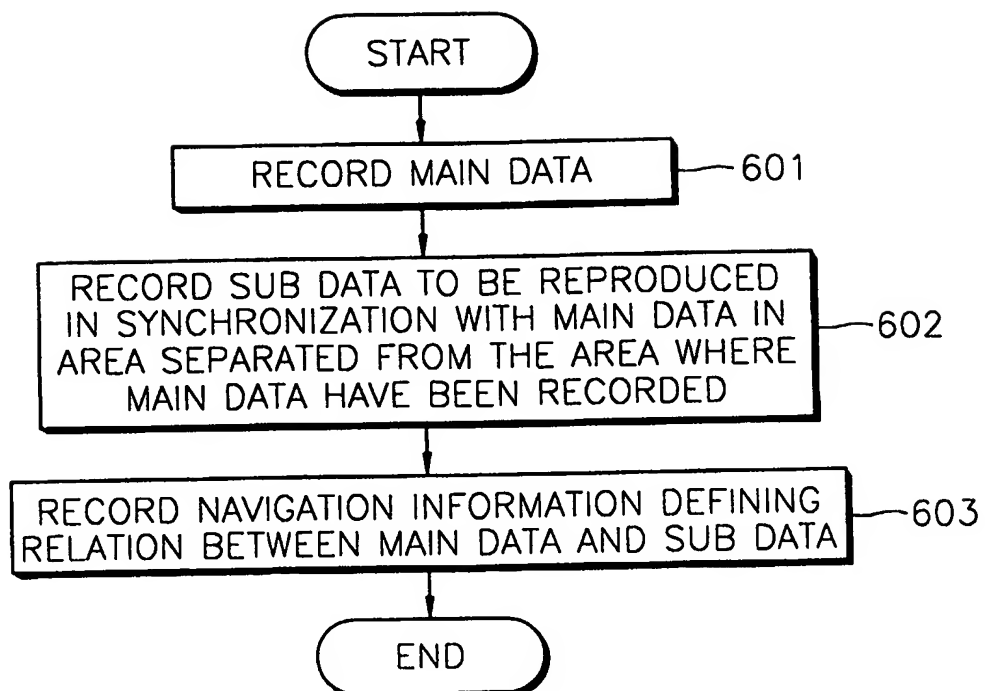 START
RECORD MAIN DATA
601
RECORD SUB DATA TO BE REPRODUCED
IN SYNCHRONIZATION WITH MAIN DATA IN
AREA SEPARATED FROM THE AREA WHERE
MAIN DATA HAVE BEEN RECORDED
602
RECORD NAVIGATION INFORMATION DEFINING
RELATION BETWEEN MAIN DATA AND SUB DATA
603
END